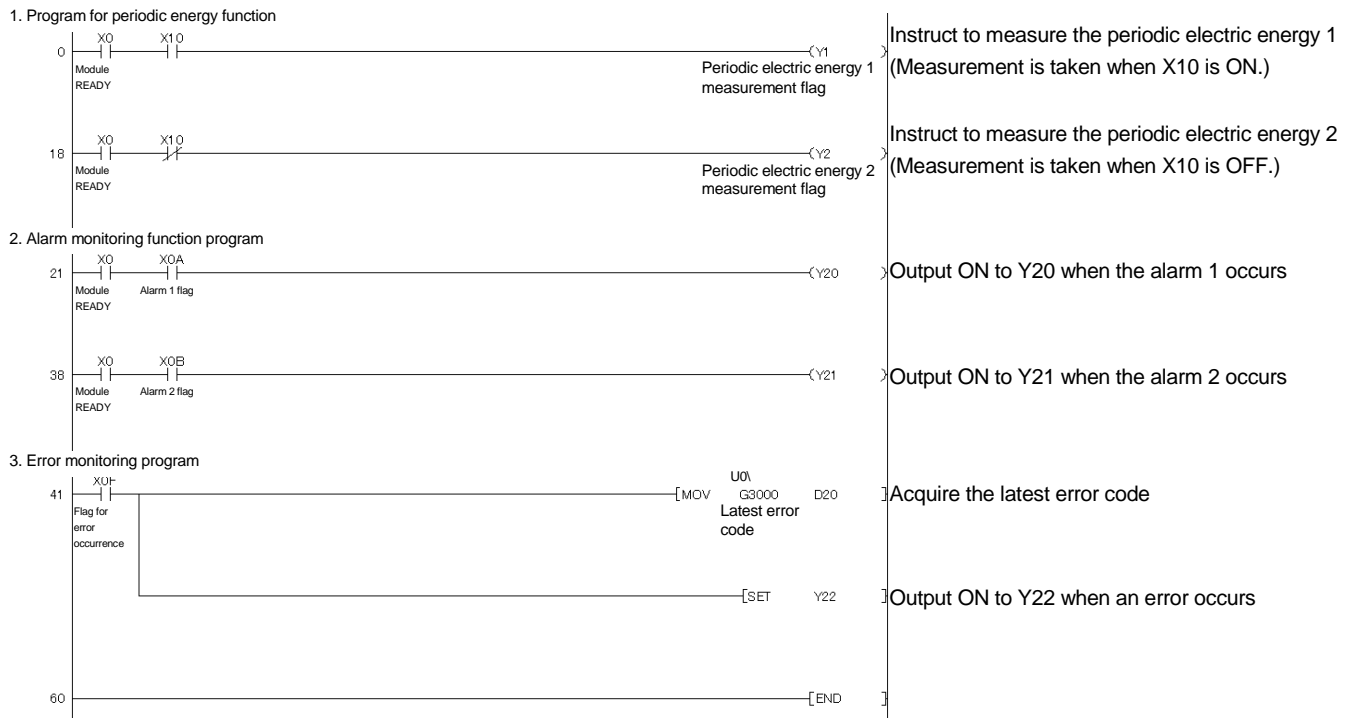 1. Program for periodic energy function
X0 X10
0 (Y1 )
Module READY
Periodic electric energy 1 measurement flag
Instruct to measure the periodic electric energy 1
(Measurement is taken when X10 is ON.)
X0 X10
18 (Y2 )
Module READY
Periodic electric energy 2 measurement flag
Instruct to measure the periodic electric energy 2
(Measurement is taken when X10 is OFF.)
2. Alarm monitoring function program
X0 X0A
21 (Y20 ) Output ON to Y20 when the alarm 1 occurs
Module READY
Alarm 1 flag
X0 X0B
38 (Y21 ) Output ON to Y21 when the alarm 2 occurs
Module READY
Alarm 2 flag
3. Error monitoring program
X0F U0\
41 [MOV G3000 D20 ] Acquire the latest error code
Flag for error occurrence
Latest error code
[SET Y22 ] Output ON to Y22 when an error occurs
60 [END ]